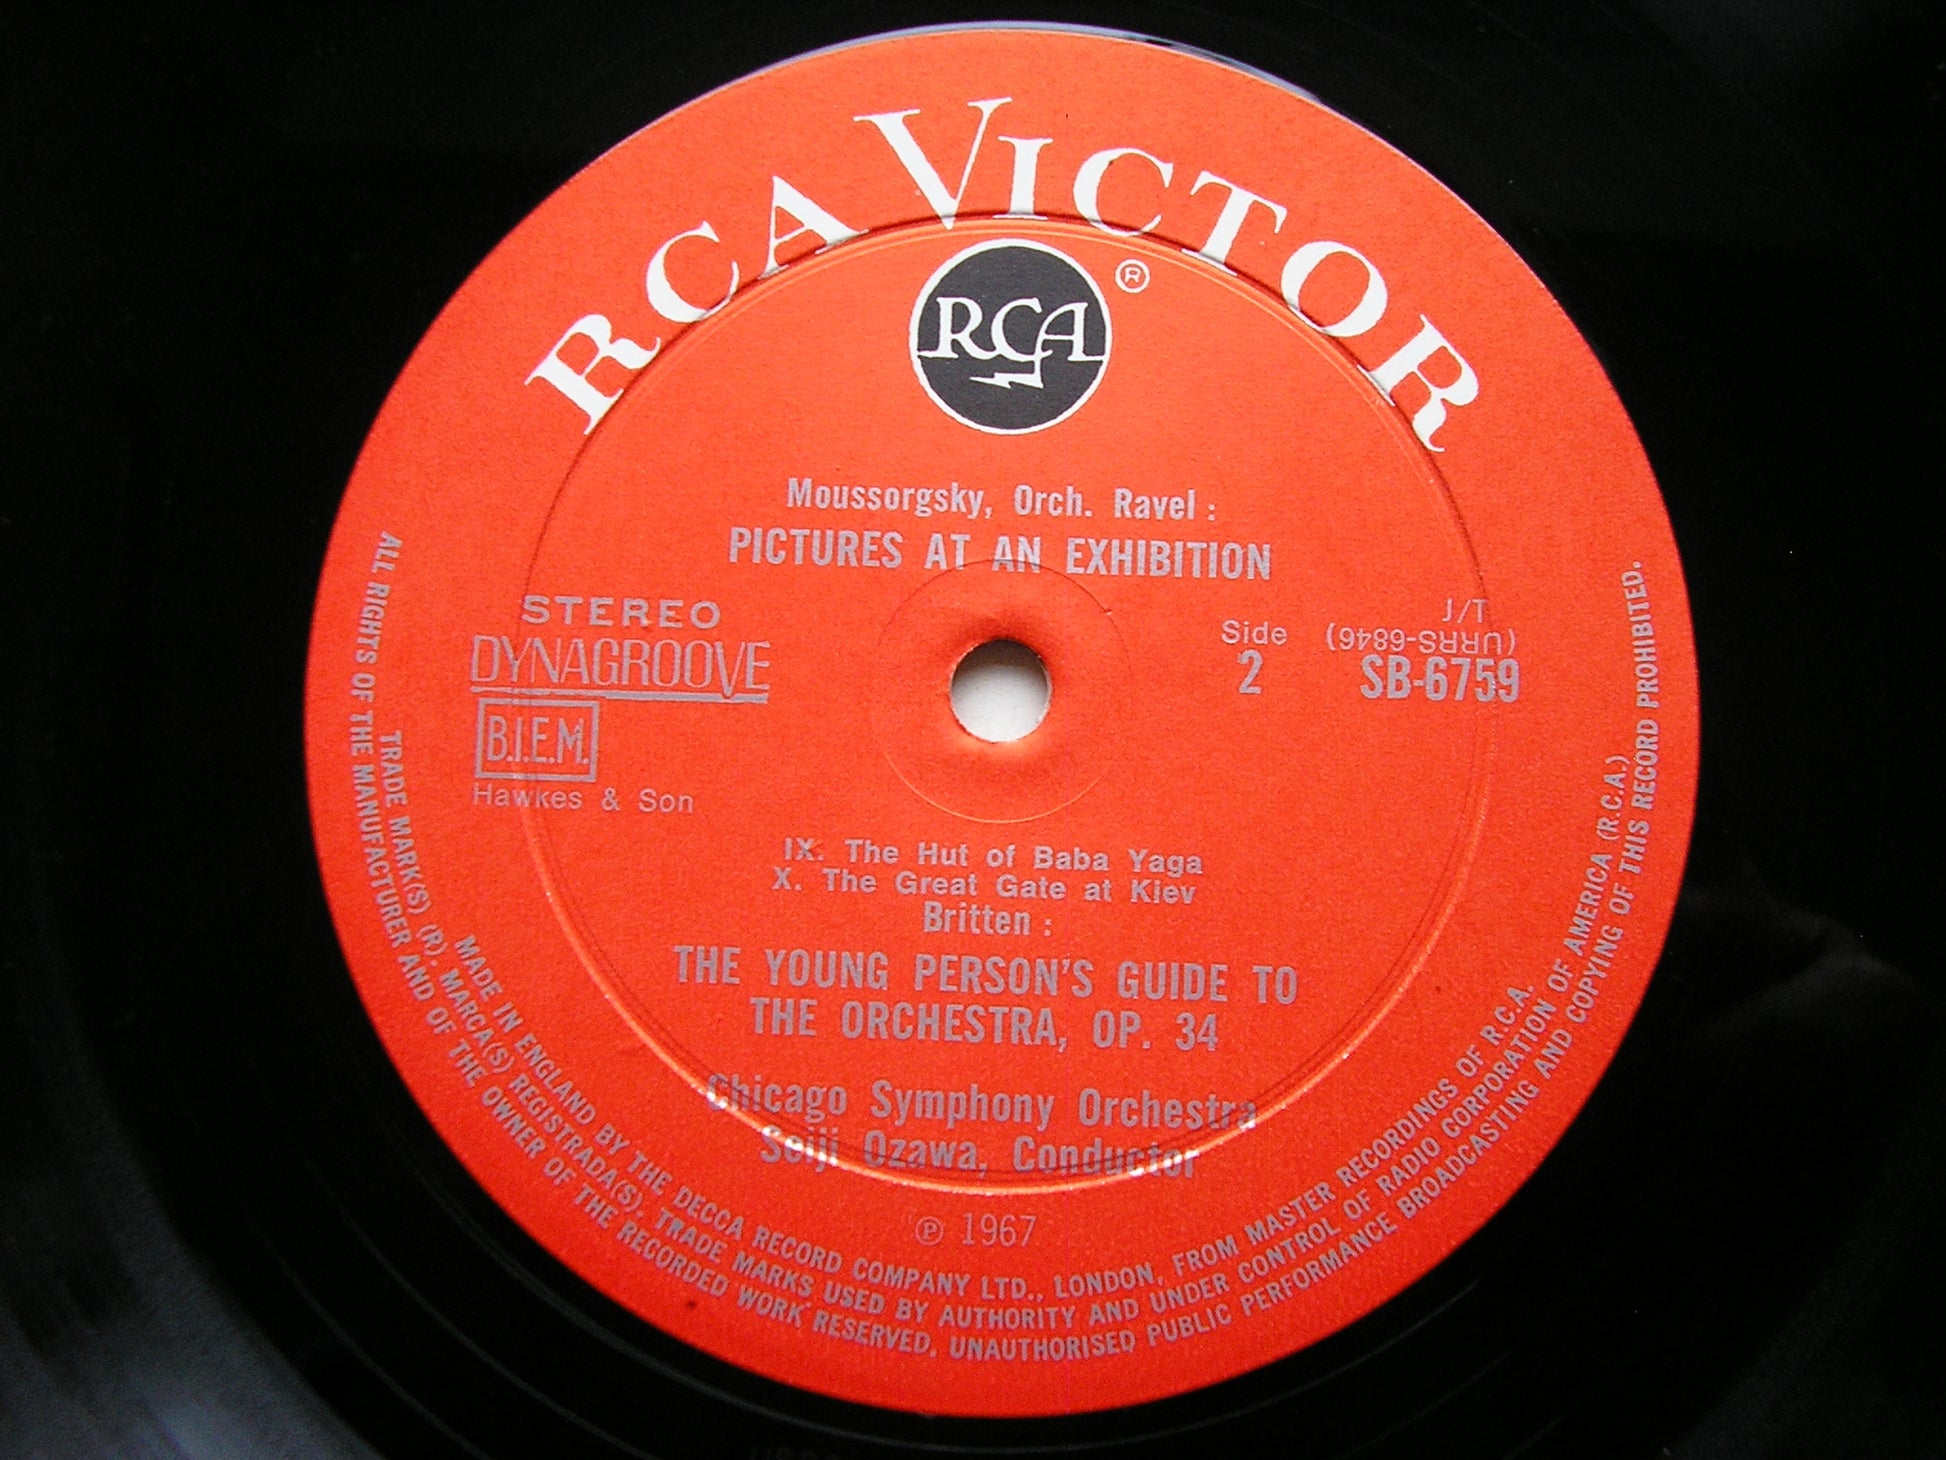 RCA VICTOR
RCA ®
Moussorgsky, Orch. Ravel :
PICTURES AT AN EXHIBITION
STEREO
DYNAGROOVE
B.I.E.M.
Hawkes & Son
Side
2
J/T
(URRS-6846)
SB-6759
IX. The Hut of Baba Yaga
X. The Great Gate at Kiev
Britten :
THE YOUNG PERSON'S GUIDE TO
THE ORCHESTRA, OP. 34
Chicago Symphony Orchestra
Seiji Ozawa, Conductor
℗ 1967
MADE IN ENGLAND BY THE DECCA RECORD COMPANY LTD., LONDON, FROM MASTER RECORDINGS OF R.C.A.
TRADE MARK(S) (R). MARCA(S) REGISTRADA(S). TRADE MARKS USED BY AUTHORITY AND UNDER CONTROL OF RADIO CORPORATION OF AMERICA (R.C.A.)
ALL RIGHTS OF THE MANUFACTURER AND OF THE OWNER OF THE RECORDED WORK RESERVED. UNAUTHORISED PUBLIC PERFORMANCE BROADCASTING AND COPYING OF THIS RECORD PROHIBITED.